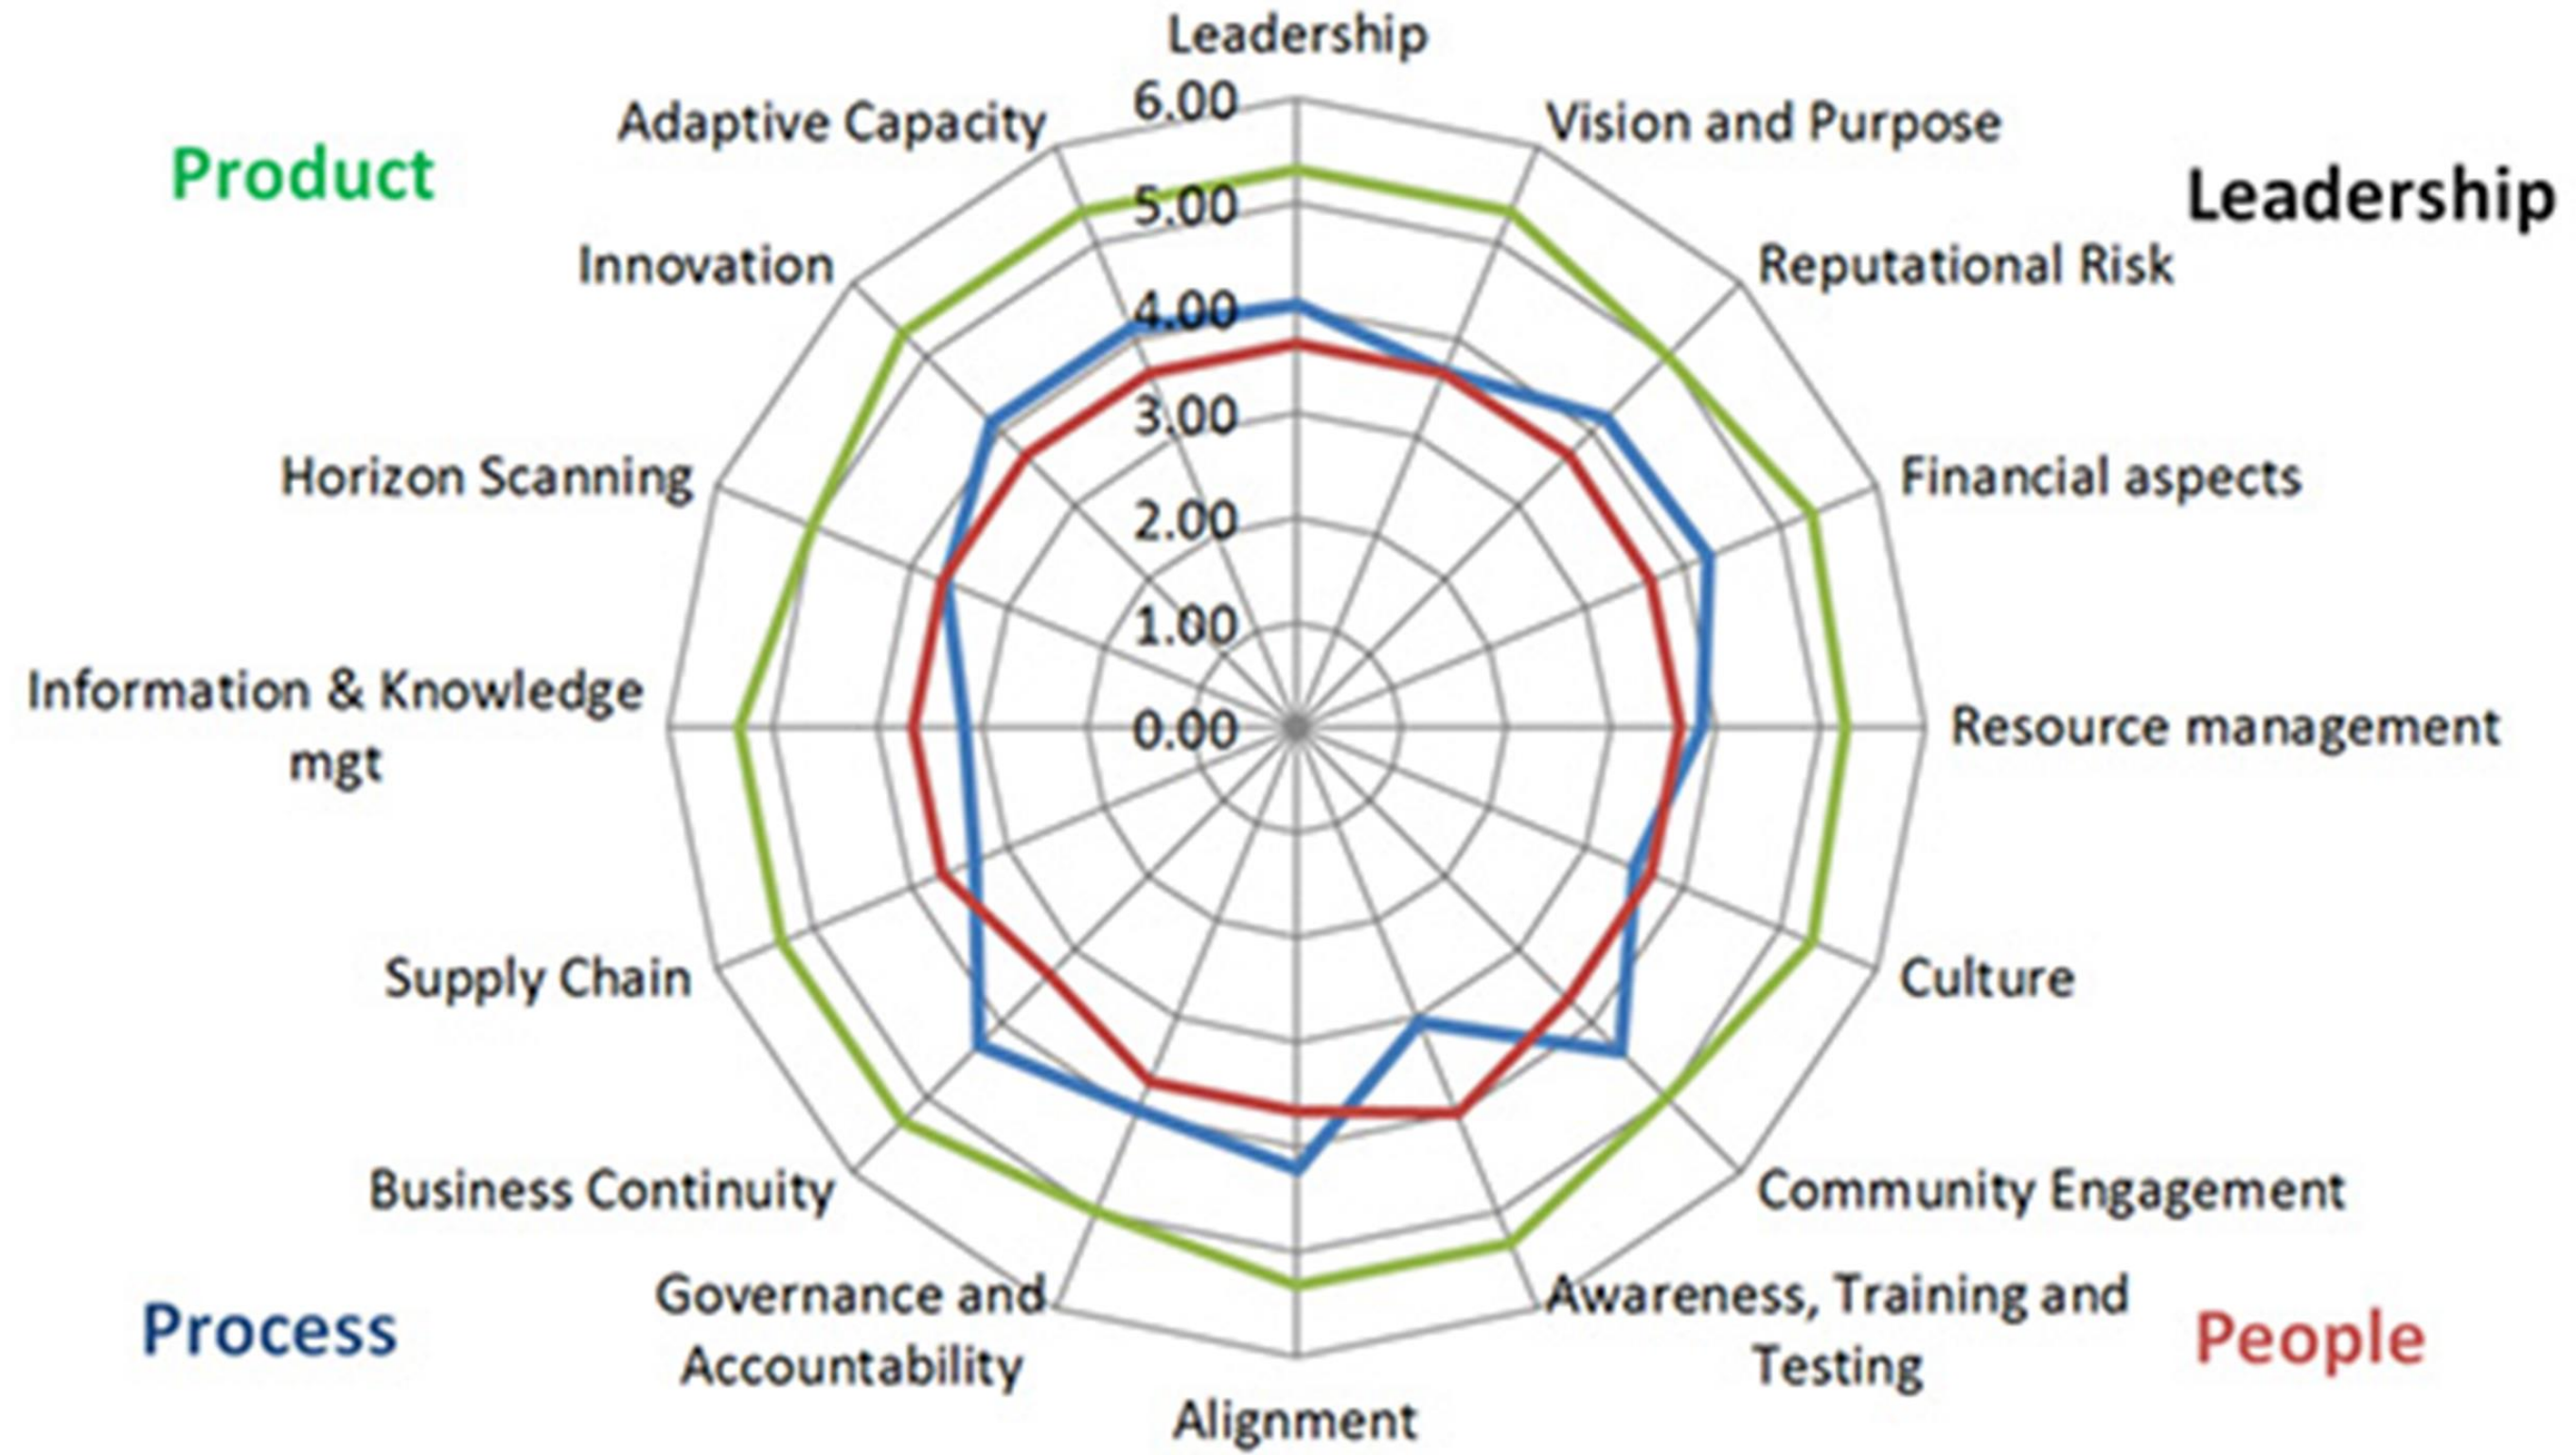 Leadership
6.00
Adaptive Capacity
Vision and Purpose
Product
Leadership
5.00
Innovation
Reputational Risk
4.00
3.00
Horizon Scanning
Financial aspects
2.00
1.00
Information & Knowledge
mgt
0.00
Resource management
Supply Chain
Culture
Business Continuity
Community Engagement
Governance and
Accountability
Awareness, Training and
Testing
Process
People
Alignment